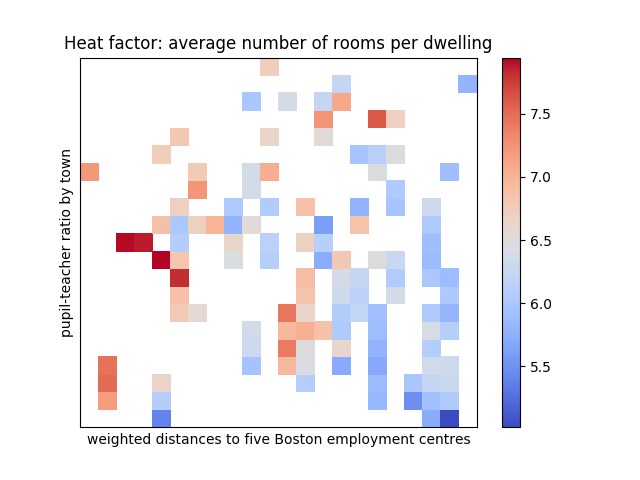 Heat factor: average number of rooms per dwelling
pupil-teacher ratio by town
weighted distances to five Boston employment centres
7.5
7.0
6.5
6.0
5.5